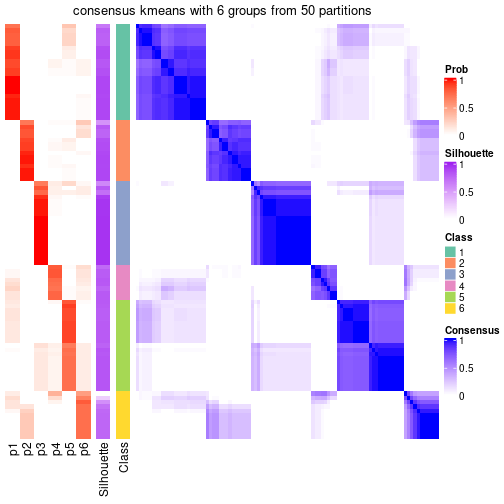 consensus kmeans with 6 groups from 50 partitions
Prob
1
0.5
0
Silhouette
1
0.5
0
Class
1
2
3
4
5
6
Consensus
1
0.5
0
p1
p2
p3
p4
p5
p6
Silhouette
Class